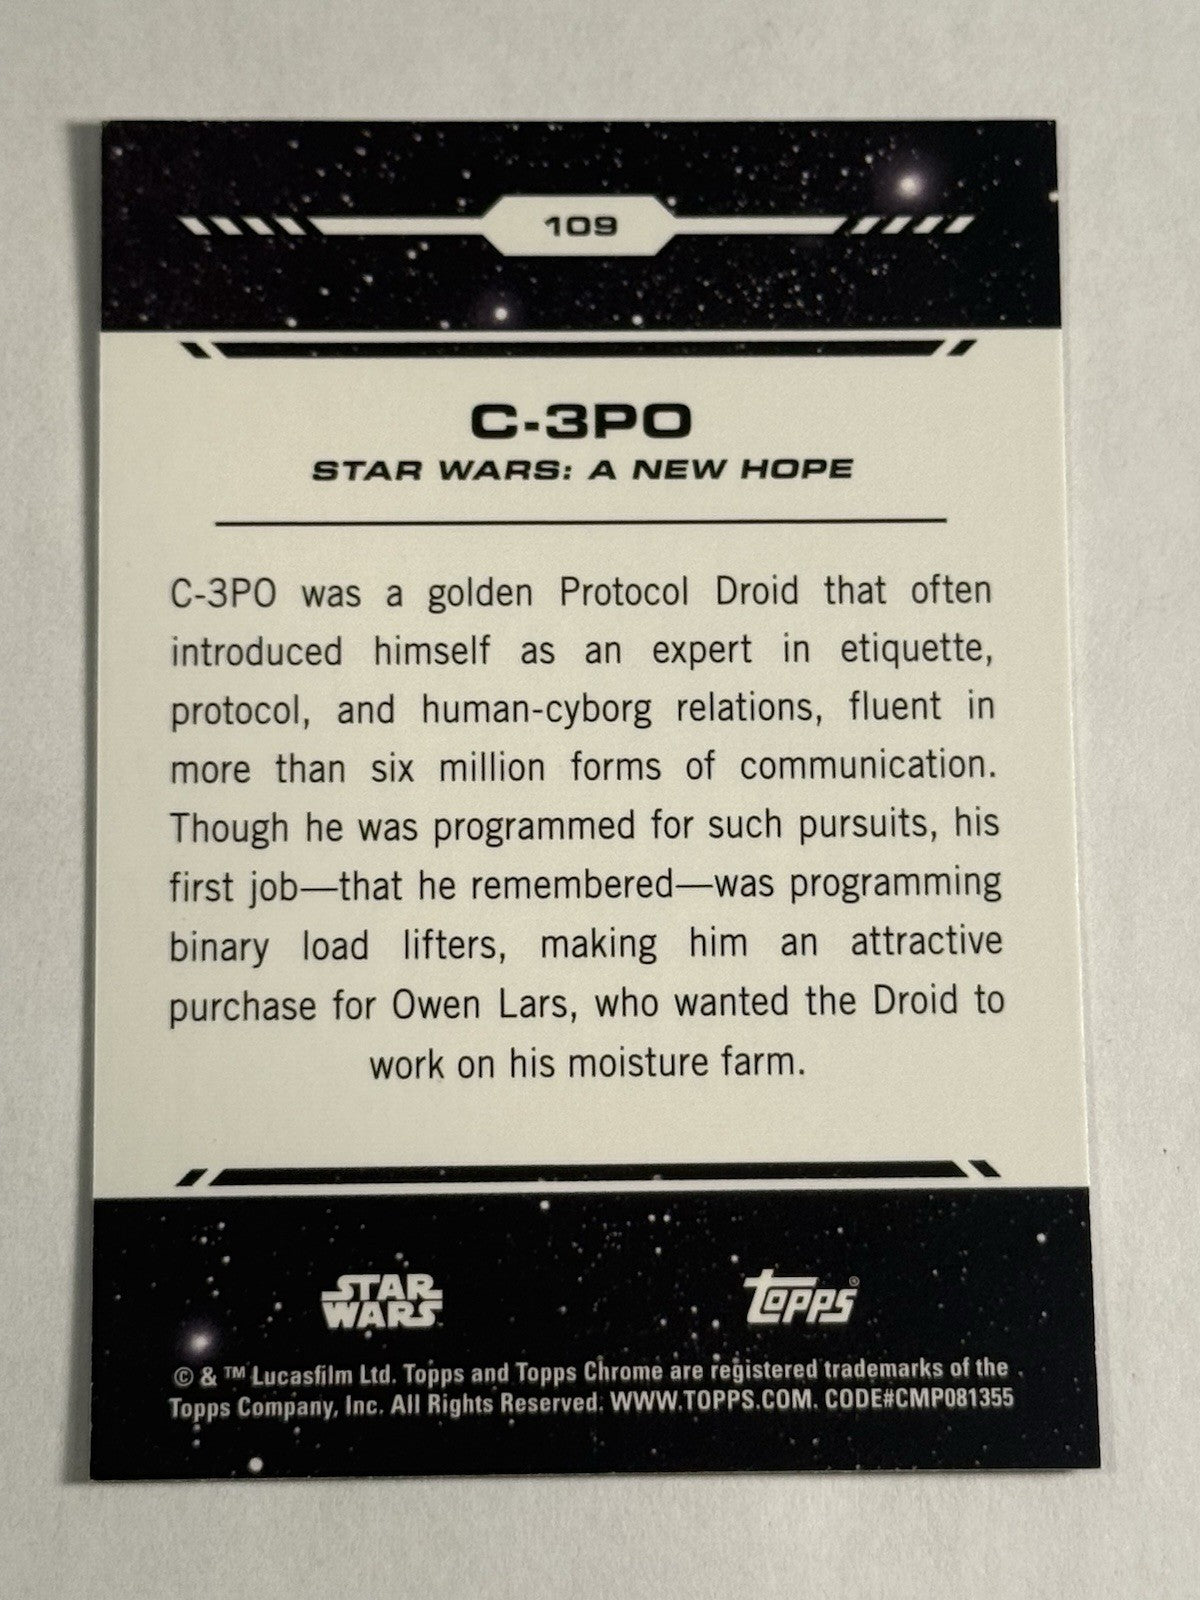 109
C-3PO
STAR WARS: A NEW HOPE
C-3PO was a golden Protocol Droid that often
introduced himself as an expert in etiquette,
protocol, and human-cyborg relations, fluent in
more than six million forms of communication.
Though he was programmed for such pursuits, his
first job—that he remembered—was programming
binary load lifters, making him an attractive
purchase for Owen Lars, who wanted the Droid to
work on his moisture farm.
STAR
WARS
Topps®
© & ™ Lucasfilm Ltd. Topps and Topps Chrome are registered trademarks of the
Topps Company, Inc. All Rights Reserved. WWW.TOPPS.COM. CODE#CMP081355